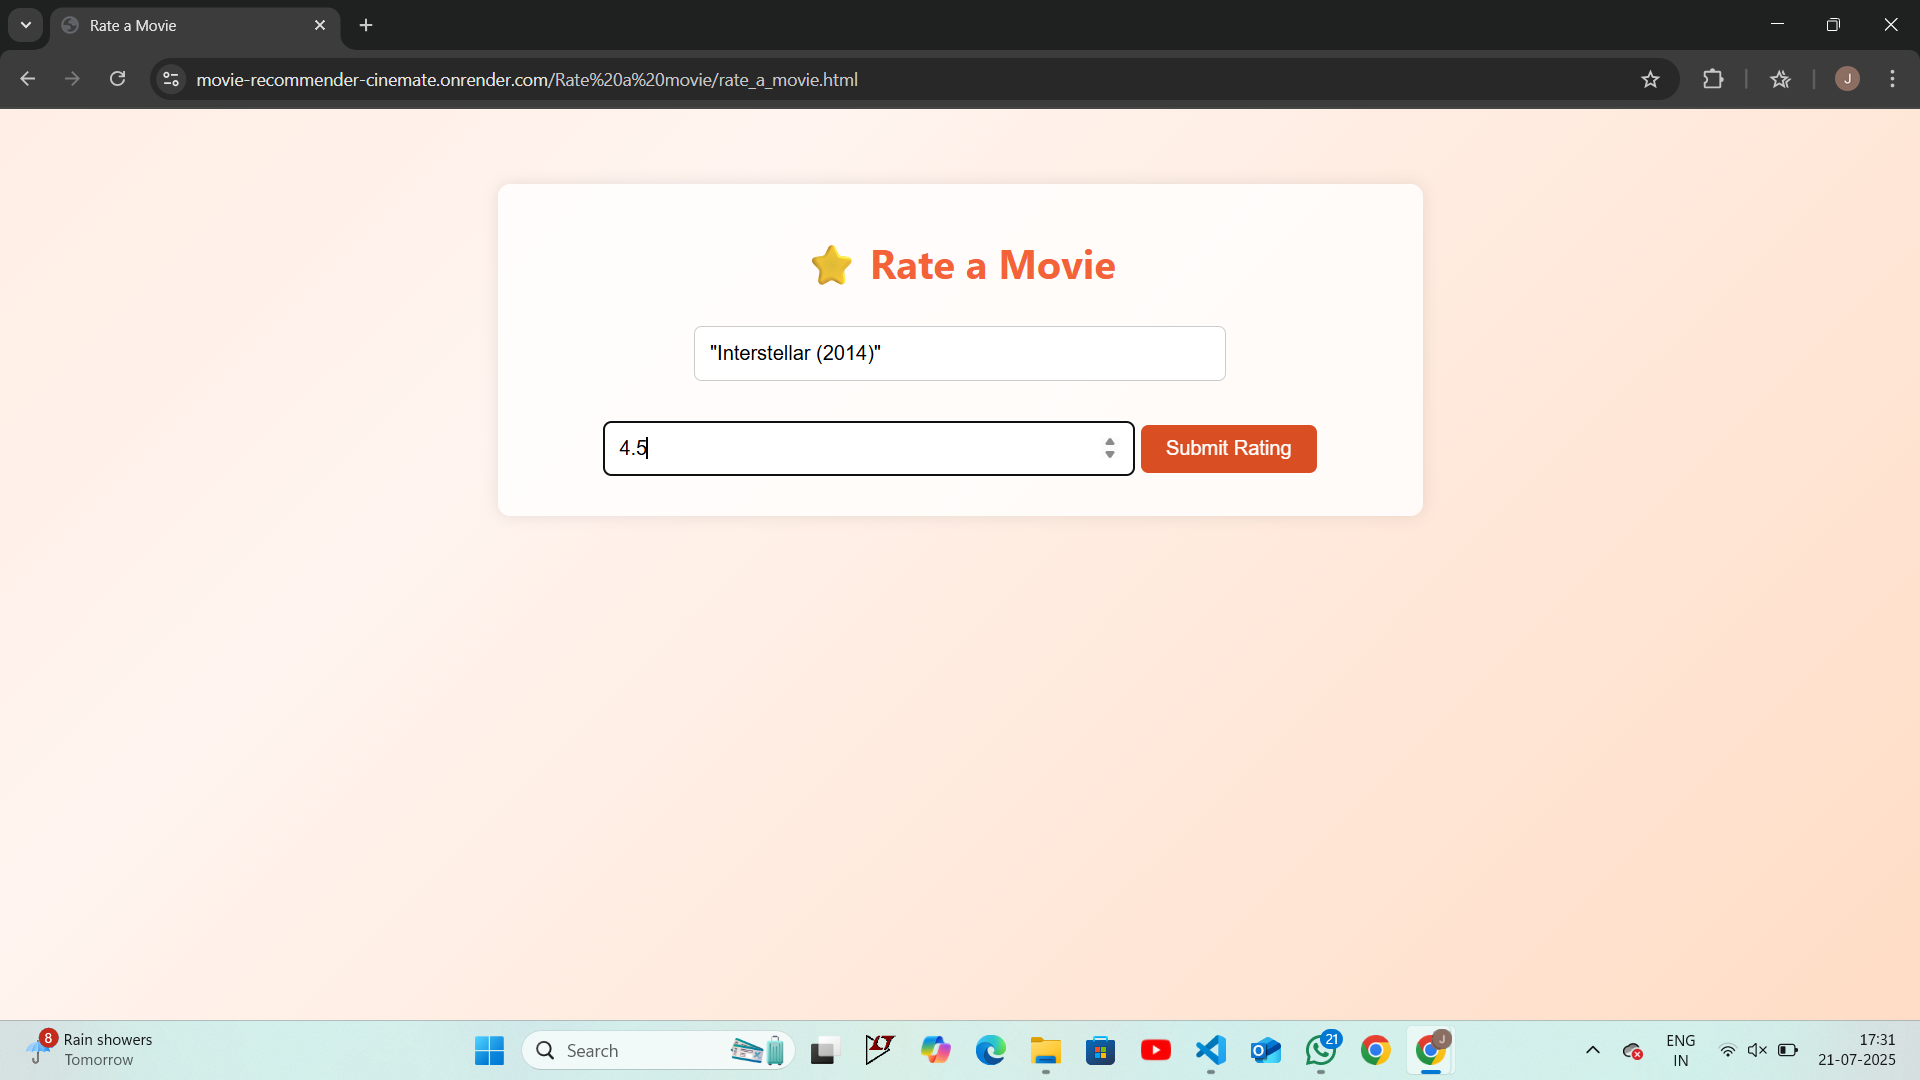 Rate a Movie
movie-recommender-cinemate.onrender.com/Rate%20a%20movie/rate_a_movie.html
J
Rate a Movie
"Interstellar (2014)"
4.5
Submit Rating
8
Rain showers
Tomorrow
Search
LT
21
J
ENG
IN
17:31
21-07-2025